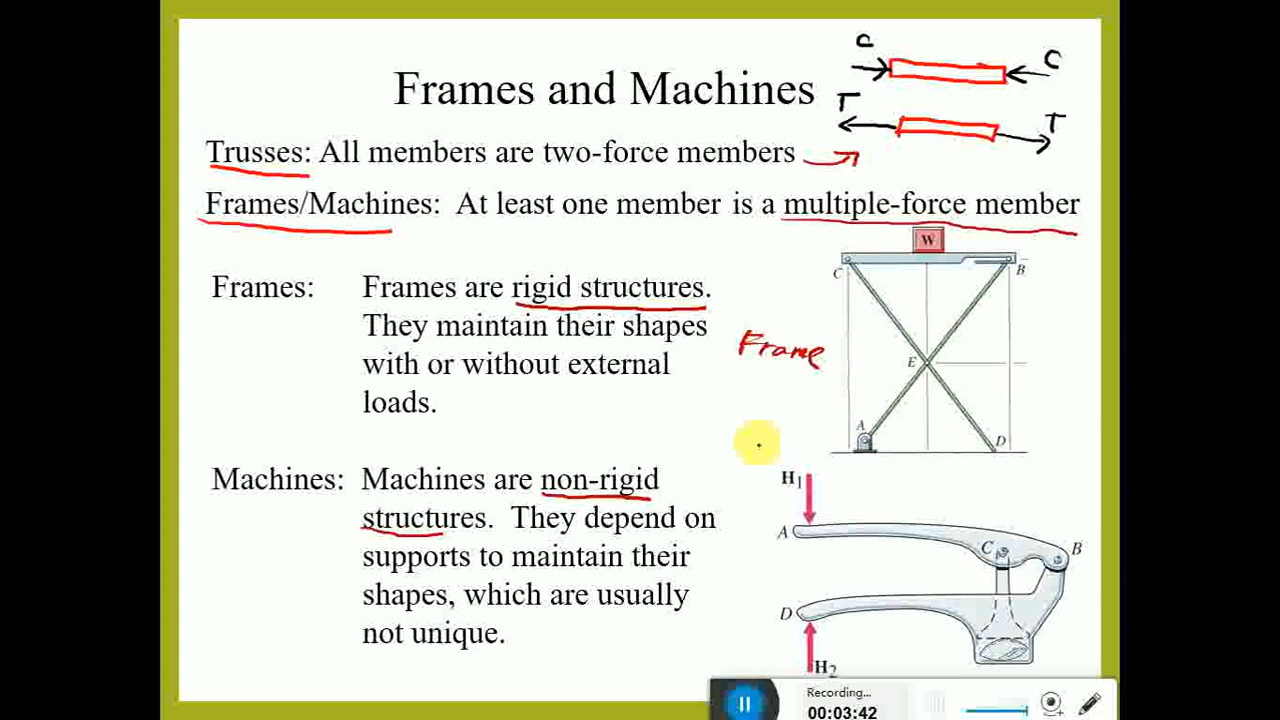 C C
Frames and Machines
T T
Trusses: All members are two-force members
Frames/Machines: At least one member is a multiple-force member
W
C B
Frames: Frames are rigid structures.
They maintain their shapes
with or without external
loads.
Frame
E
A D
Machines: Machines are non-rigid
structures. They depend on
supports to maintain their
shapes, which are usually
not unique.
H1
A C B
D
H2
Recording...
00:03:42